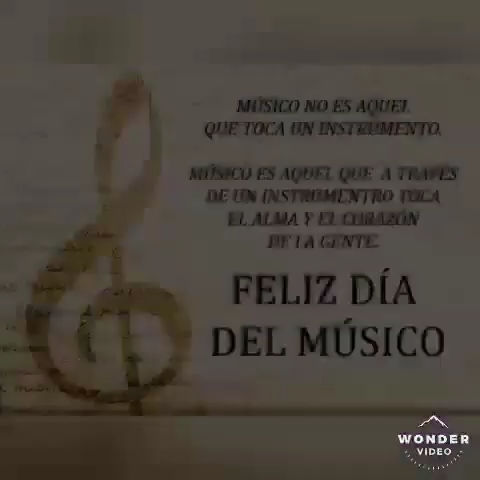 MÚSICO NO ES AQUEL
QUE TOCA UN INSTRUMENTO.
MÚSICO ES AQUEL QUE A TRAVÉS
DE UN INSTRUMENTRO TOCA
EL ALMA Y EL CORAZÓN
DE LA GENTE.
FELIZ DÍA
DEL MÚSICO
WONDER
VIDEO